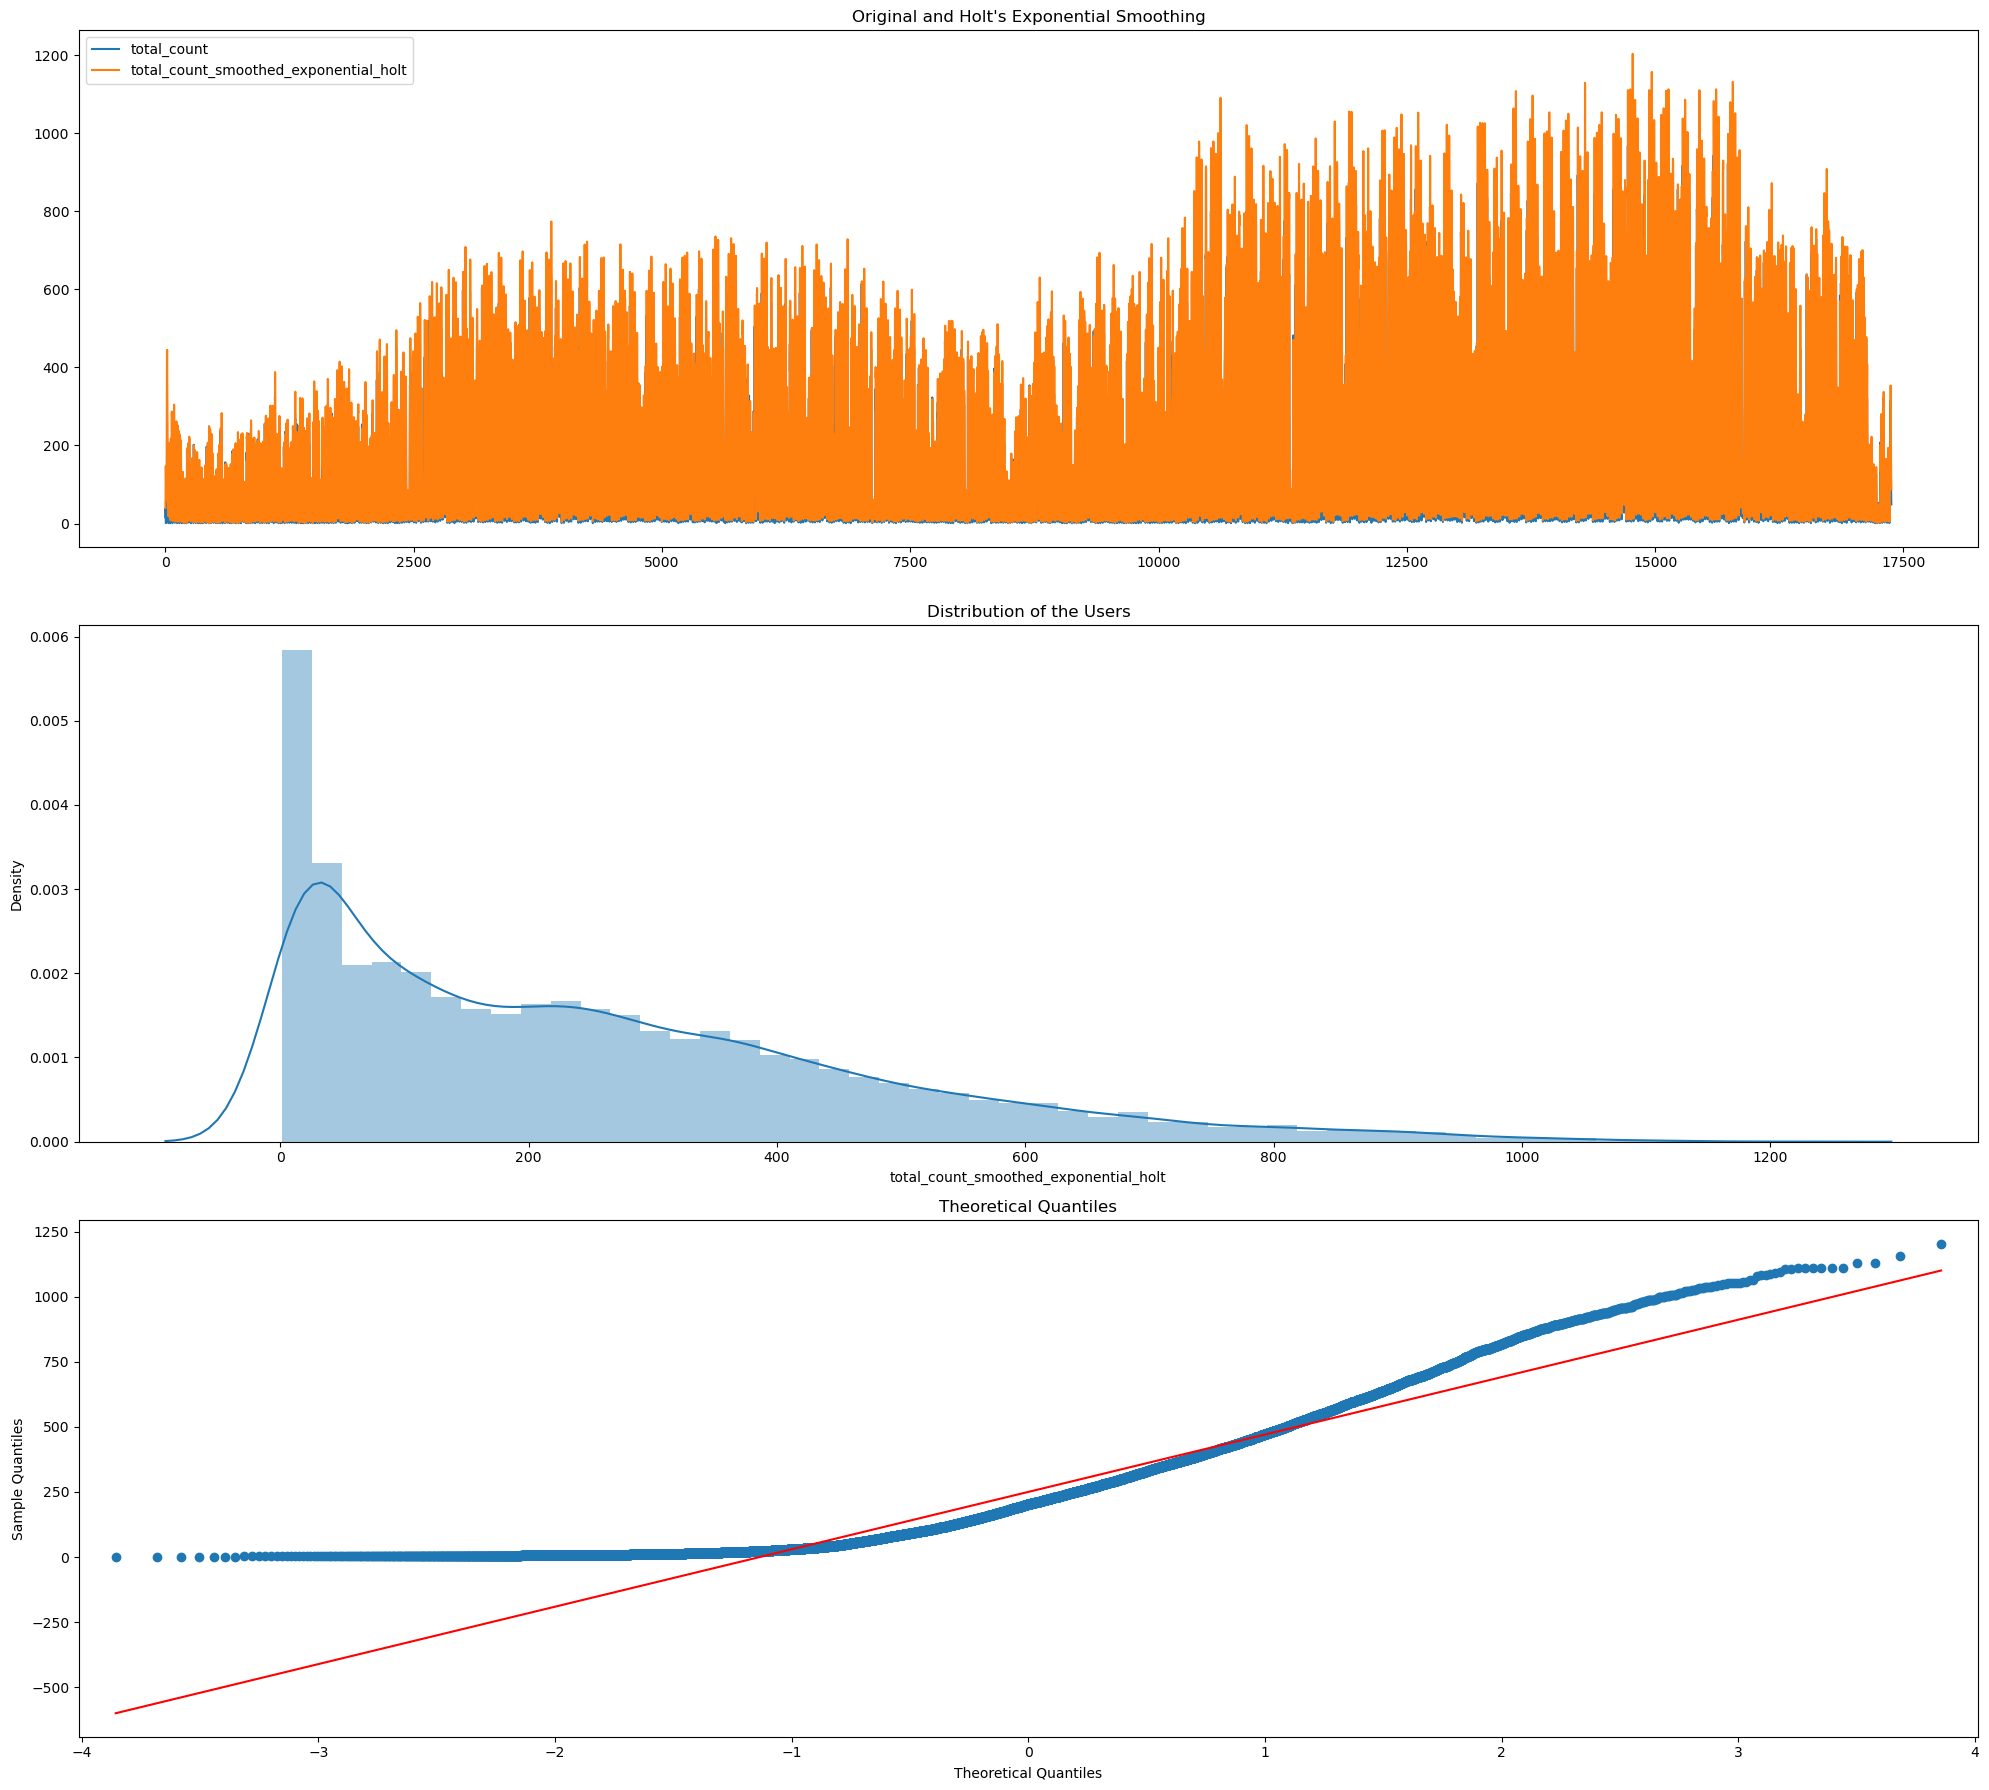 Original and Holt's Exponential Smoothing
total_count
total_count_smoothed_exponential_holt
1200
1000
800
600
400
200
0
0 2500 5000 7500 10000 12500 15000 17500
Distribution of the Users
0.006
0.005
0.004
0.003
0.002
0.001
0.000
Density
0 200 400 600 800 1000 1200
total_count_smoothed_exponential_holt
Theoretical Quantiles
1250
1000
750
500
250
0
−250
−500
Sample Quantiles
−4 −3 −2 −1 0 1 2 3 4
Theoretical Quantiles